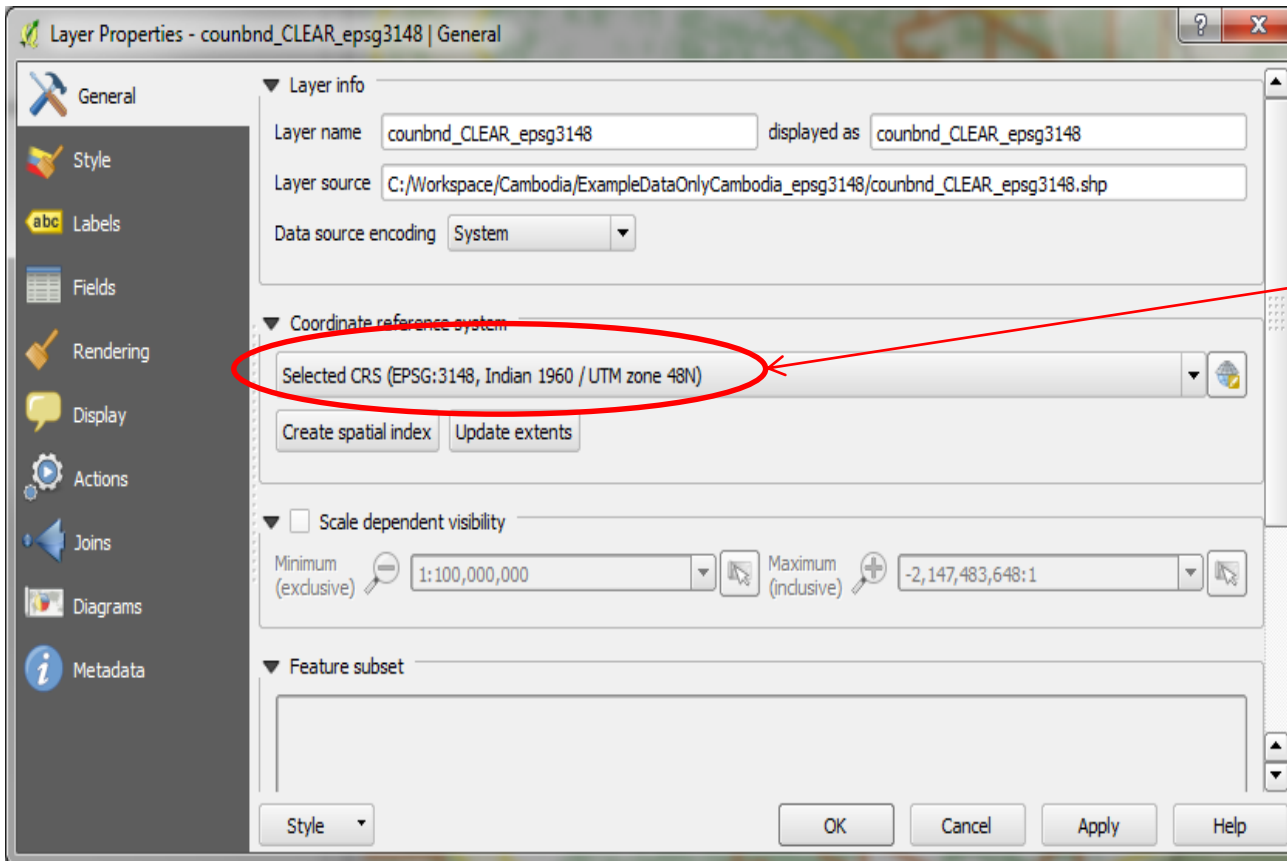 Layer Properties - counbnd_CLEAR_epsg3148 | General
? X
General
Style
abc Labels
Fields
Rendering
Display
Actions
Joins
Diagrams
i Metadata
Layer info
Layer name counbnd_CLEAR_epsg3148 displayed as counbnd_CLEAR_epsg3148
Layer source C:/Workspace/Cambodia/ExampleDataOnlyCambodia_epsg3148/counbnd_CLEAR_epsg3148.shp
Data source encoding System
Coordinate reference system
Selected CRS (EPSG:3148, Indian 1960 / UTM zone 48N)
Create spatial index Update extents
Scale dependent visibility
Minimum (exclusive) 1:100,000,000 Maximum (inclusive) -2,147,483,648:1
Feature subset
Style OK Cancel Apply Help